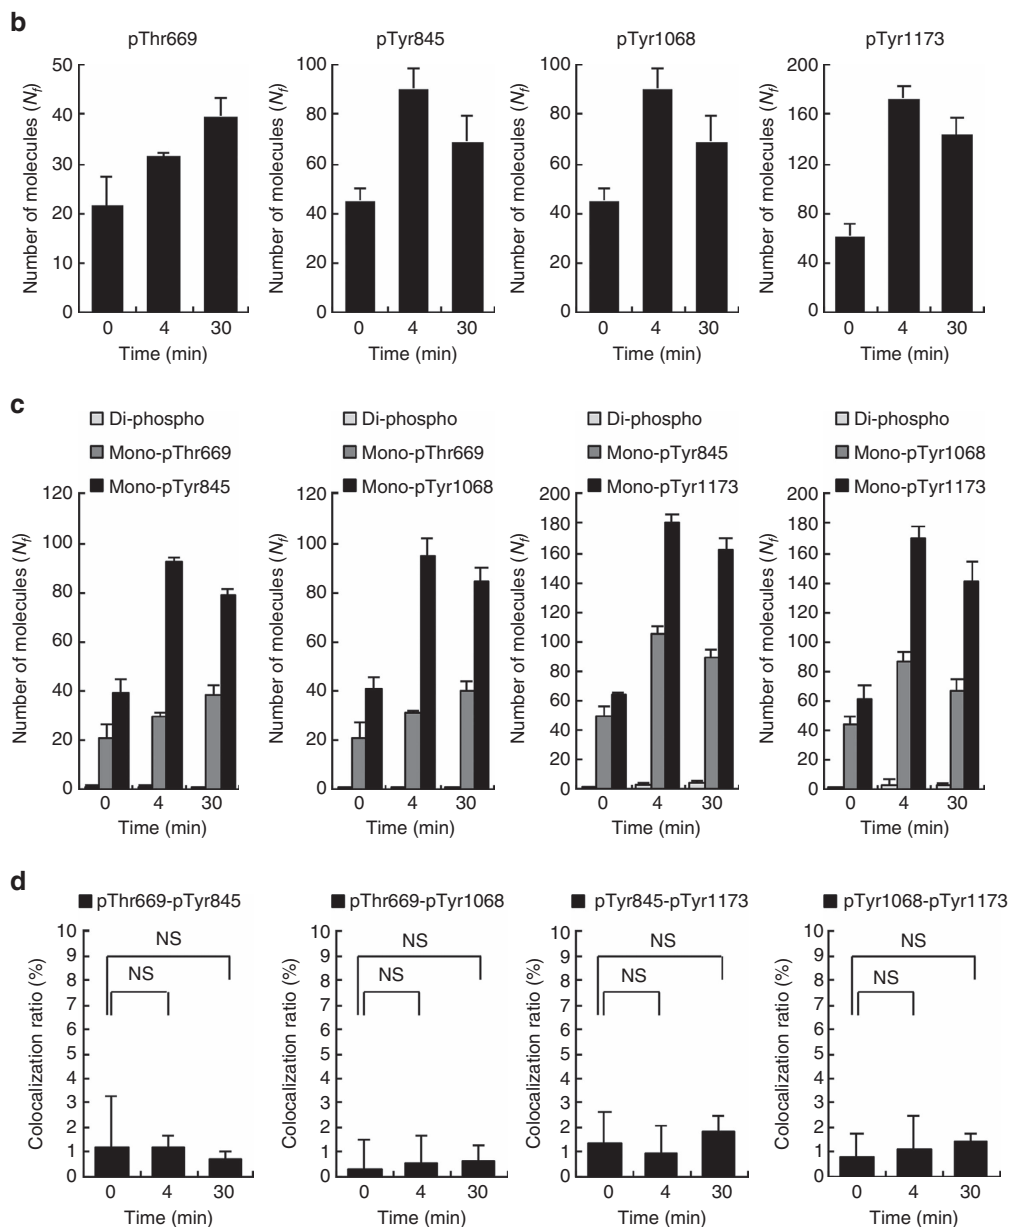 b
pThr669
pTyr845
pTyr1068
pTyr1173
Number of molecules (Nf)
50
40
30
20
10
0
0 4 30
Time (min)
Number of molecules (Nf)
100
80
60
40
20
0
0 4 30
Time (min)
Number of molecules (Nf)
100
80
60
40
20
0
0 4 30
Time (min)
Number of molecules (Nf)
200
160
120
80
40
0
0 4 30
Time (min)
c
Di-phospho
Mono-pThr669
Mono-pTyr845
Number of molecules (Nf)
120
100
80
60
40
20
0
0 4 30
Time (min)
Di-phospho
Mono-pThr669
Mono-pTyr1068
Number of molecules (Nf)
120
100
80
60
40
20
0
0 4 30
Time (min)
Di-phospho
Mono-pTyr845
Mono-pTyr1173
Number of molecules (Nf)
200
180
160
140
120
100
80
60
40
20
0
0 4 30
Time (min)
Di-phospho
Mono-pTyr1068
Mono-pTyr1173
Number of molecules (Nf)
200
180
160
140
120
100
80
60
40
20
0
0 4 30
Time (min)
d
pThr669-pTyr845
Colocalization ratio (%)
10
9
8
7
6
5
4
3
2
1
0
NS
NS
0 4 30
Time (min)
pThr669-pTyr1068
Colocalization ratio (%)
10
9
8
7
6
5
4
3
2
1
0
NS
NS
0 4 30
Time (min)
pTyr845-pTyr1173
Colocalization ratio (%)
10
9
8
7
6
5
4
3
2
1
0
NS
NS
0 4 30
Time (min)
pTyr1068-pTyr1173
Colocalization ratio (%)
10
9
8
7
6
5
4
3
2
1
0
NS
NS
0 4 30
Time (min)